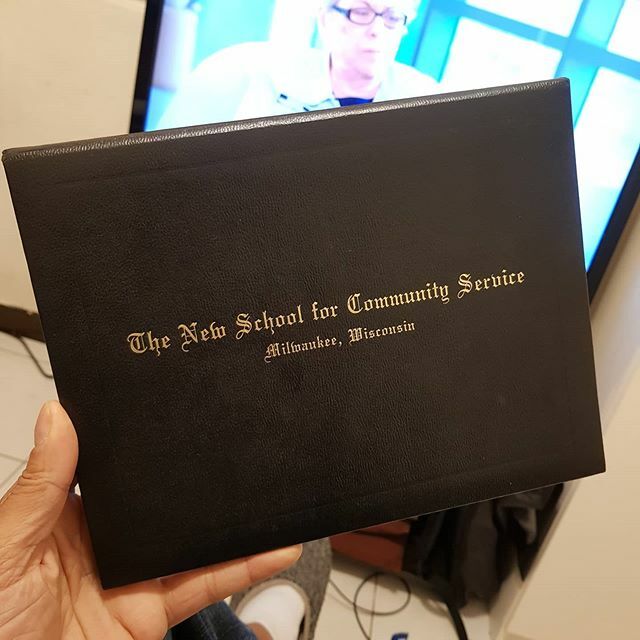 The New School for Community Service
Milwaukee, Wisconsin